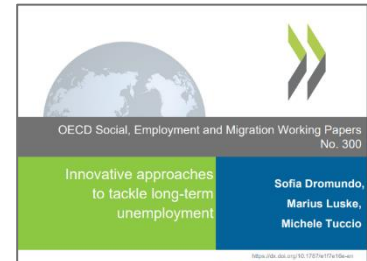 OECD Social, Employment and Migration Working Papers
No. 300
Innovative approaches
to tackle long-term
unemployment
Sofia Dromundo,
Marius Luske,
Michele Tuccio